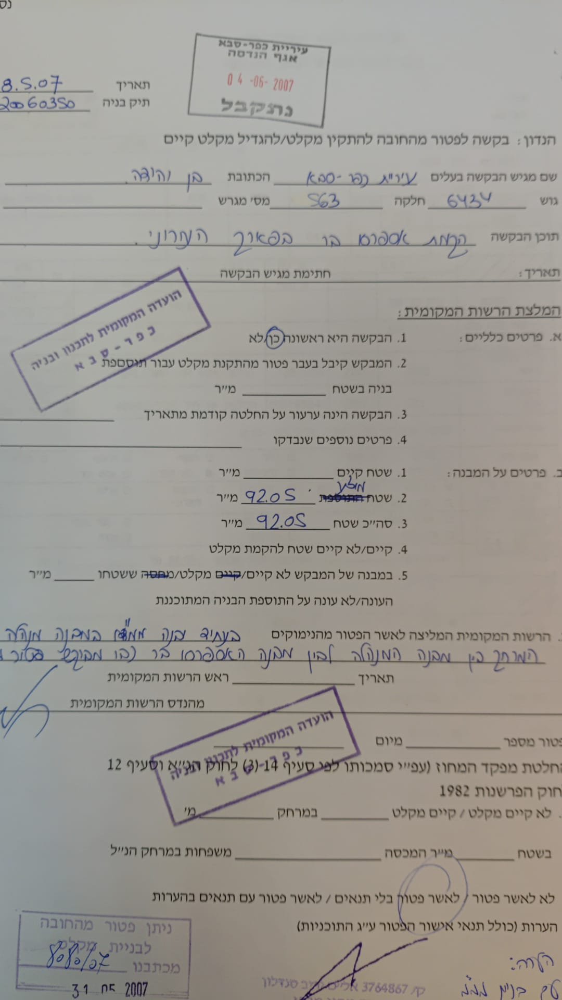 נס
עיריית כפר-סבא
אגף הנדסה
04-06-2007
נתקבל
תאריך 8.5.07
תיק בניה 20060350
הנדון: בקשה לפטור מהחובה להתקין מקלט/להגדיל מקלט קיים
שם מגיש הבקשה בעלים עירית כפר-סבא הכתובת בן יהודה
גוש 6434 חלקה 563 מס' מגרש
תוכן הבקשה הקמת אספרסו בר בפארק העירוני.
תאריך: חתימת מגיש הבקשה
המלצת הרשות המקומית:
הועדה המקומית לתכנון ובניה
כפר-סבא
א. פרטים כלליים: 1. הבקשה היא ראשונה כן/לא
2. המבקש קיבל בעבר פטור מהתקנת מקלט עבור תוססםפת
בניה בשטח מ״ר
3. הבקשה הינה ערעור על החלטה קודמת מתאריך
4. פרטים נוספים שנבדקו
ב. פרטים על המבנה: 1. שטח קיים מ״ר
2. שטח התוספת מוצע 92.05 מ״ר
3. סה״כ שטח 92.05 מ״ר
4. קיים/לא קיים שטח להקמת מקלט
5. במבנה של המבקש לא קיים/קיים מקלט/מחסה ששטחו מ״ר
העונה/לא עונה על התוספת הבניה המתוכננת
הרשות המקומית המליצה לאשר הפטור מהנימוקים בעתיד יבנה ממ"מ במבנה מנהלה
המרחק בין מבנה המנהלה לבין מבנה האספרסו בר מבוקש פטור
תאריך ראש הרשות המקומית
מהנדס הרשות המקומית
הועדה המקומית לתכנון ובניה
כפר-סבא
פטור מספר מיום
החלטת מפקד המחוז (עפ״י סמכותו לפי סעיף 14-(3) לחוק הג״א וסעיף 12
חוק הפרשנות 1982
. לא קיים מקלט / קיים מקלט במרחק מ'
בשטח מ״ר המכסה משפחות במרחק הנ״ל
לא לאשר פטור / לאשר פטור בלי תנאים / לאשר פטור עם תנאים בהערות
הערות (כולל תנאי אישור הפטור ע״ג התוכניות)
ניתן פטור מהחובה
לבניית מקלט
מכתבנו 8080/07
31 05 2007
3764867
הערה: